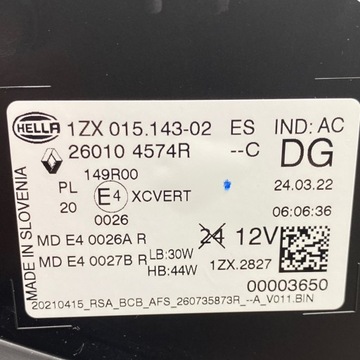 HELLA 1ZX 015.143-02 ES IND: AC
26010 4574R --C DG
149R00
PL E4 XCVERT 24.03.22
20
0026 06:06:36
MD E4 0026A R 24 12V
MD E4 0027B R LB:30W
HB:44W 1ZX.2827
00003650
20210415_RSA_BCB_AFS_260735873R_--A_V011.BIN
MADE IN SLOVENIA